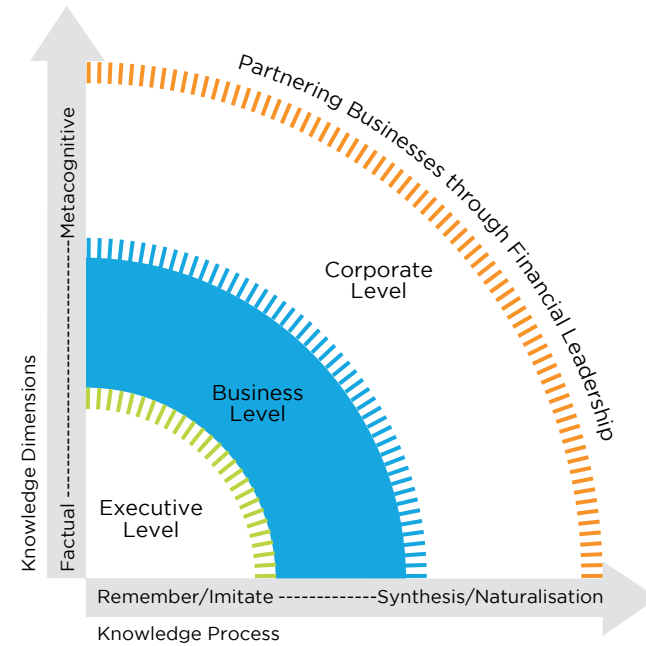 Partnering Businesses through Financial Leadership
Corporate
Level
Business
Level
Executive
Level
Knowledge Dimensions
Factual ---------------------Metacognitive
Remember/Imitate -------------Synthesis/Naturalisation
Knowledge Process